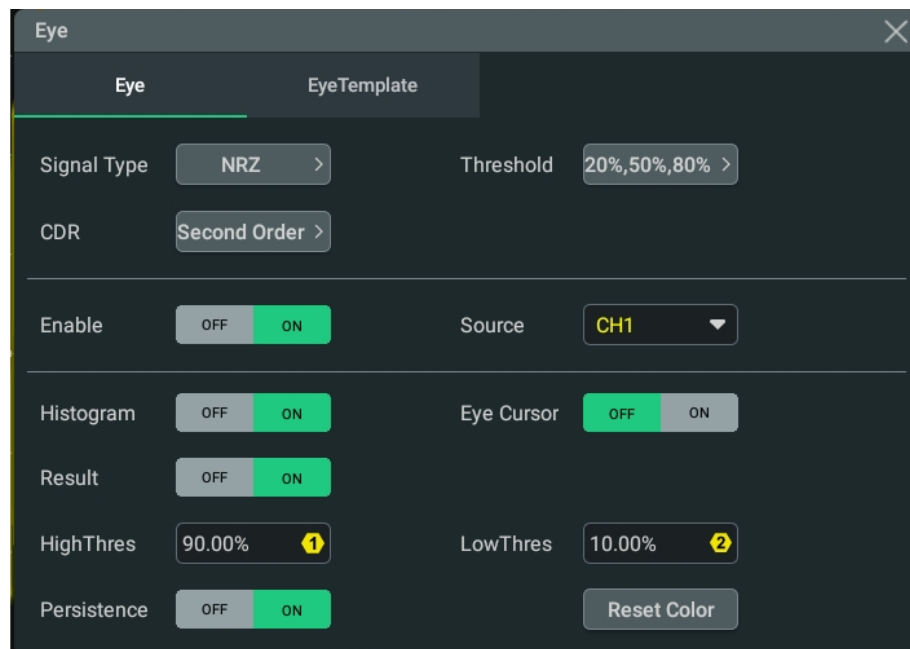 Eye
Eye EyeTemplate
Signal Type NRZ > Threshold 20%,50%,80% >
CDR Second Order >
Enable OFF ON Source CH1
Histogram OFF ON Eye Cursor OFF ON
Result OFF ON
HighThres 90.00% 1 LowThres 10.00% 2
Persistence OFF ON Reset Color